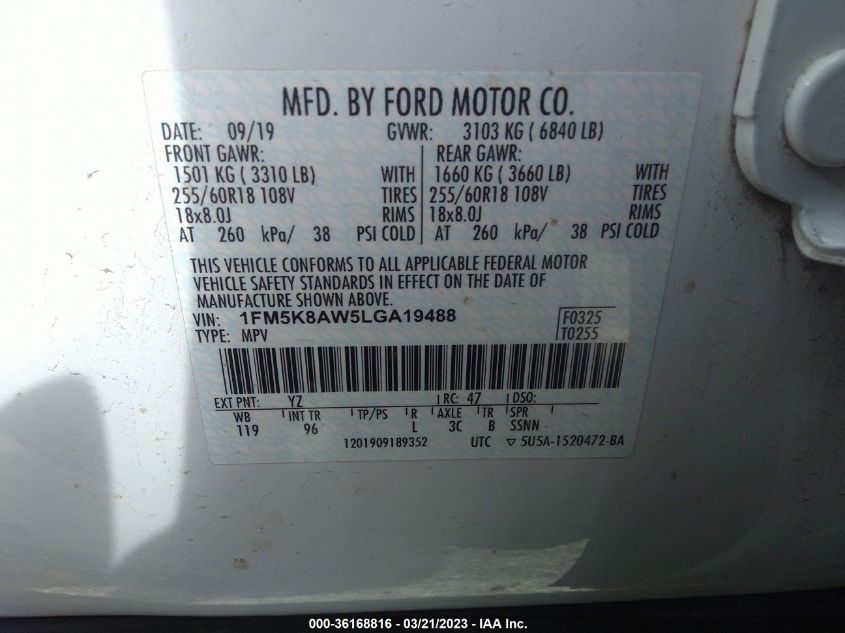 MFD. BY FORD MOTOR CO.
DATE: 09/19 GVWR: 3103 KG ( 6840 LB)
FRONT GAWR: REAR GAWR:
1501 KG ( 3310 LB) WITH 1660 KG ( 3660 LB) WITH
255/60R18 108V TIRES 255/60R18 108V TIRES
18x8.0J RIMS 18x8.0J RIMS
AT 260 kPa/ 38 PSI COLD AT 260 kPa/ 38 PSI COLD
THIS VEHICLE CONFORMS TO ALL APPLICABLE FEDERAL MOTOR
VEHICLE SAFETY STANDARDS IN EFFECT ON THE DATE OF
MANUFACTURE SHOWN ABOVE.
VIN: 1FM5K8AW5LGA19488 F0325
TYPE: MPV T0255
EXT PNT: YZ RC: 47 DSO:
WB INT TR TP/PS R AXLE TR SPR
119 96 L 3C B SSNN
1201909189352 UTC ▽ 5U5A-1520472-BA
000-36168816 - 03/21/2023 - IAA Inc.